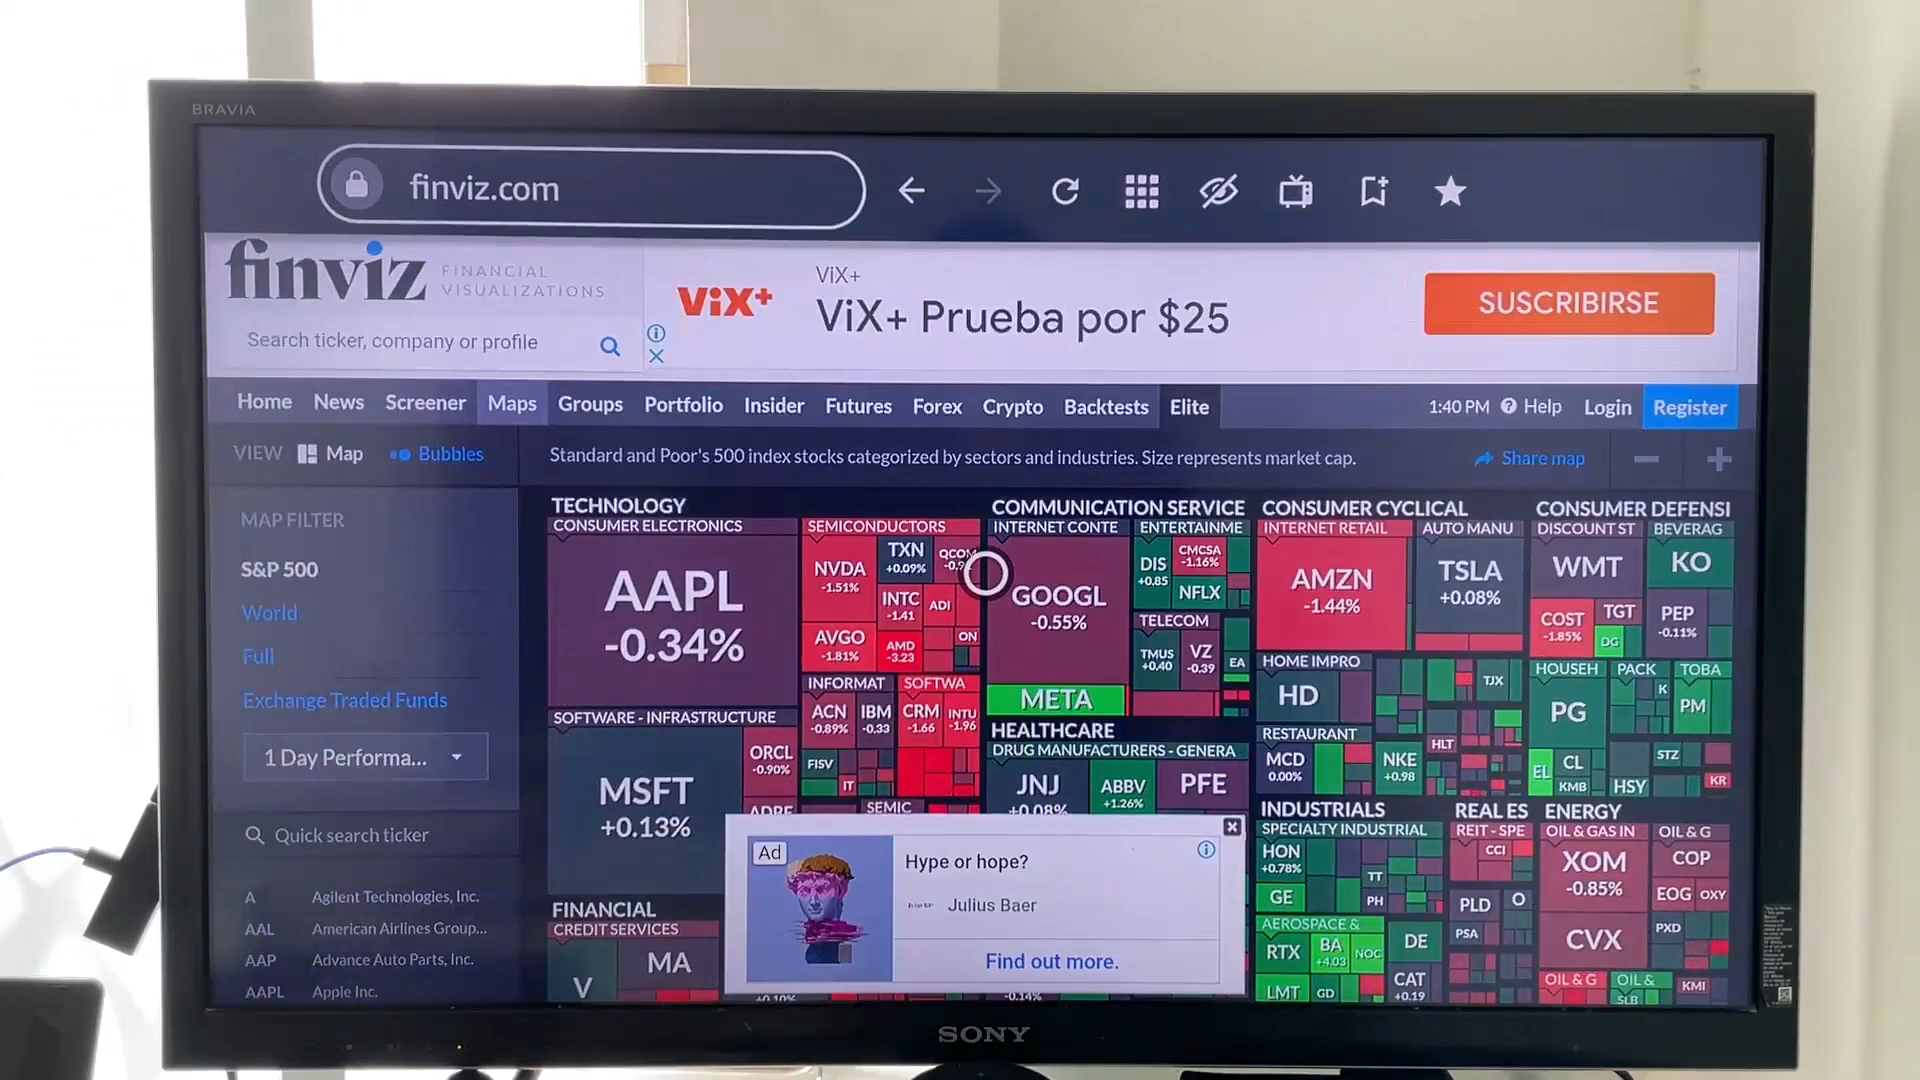 BRAVIA
finviz.com
finviz FINANCIAL VISUALIZATIONS
Search ticker, company or profile
ViX+
ViX+
ViX+ Prueba por $25
SUSCRIBIRSE
Home News Screener Maps Groups Portfolio Insider Futures Forex Crypto Backtests Elite 1:40 PM Help Login Register
VIEW Map Bubbles
Standard and Poor's 500 index stocks categorized by sectors and industries. Size represents market cap.
Share map
MAP FILTER
S&P 500
World
Full
Exchange Traded Funds
1 Day Performa...
Quick search ticker
A Agilent Technologies, Inc.
AAL American Airlines Group...
AAP Advance Auto Parts, Inc.
AAPL Apple Inc.
TECHNOLOGY
CONSUMER ELECTRONICS
AAPL
-0.34%
SEMICONDUCTORS
NVDA
-1.51%
TXN
+0.09%
QCOM
INTC
-1.41
ADI
AVGO
-1.81%
AMD
-3.23
ON
SOFTWARE - INFRASTRUCTURE
MSFT
+0.13%
ORCL
-0.90%
INFORMAT
ACN
-0.89%
IBM
-0.33
FISV
IT
SOFTWA
CRM
-1.66
INTU
-1.96
SEMIC
FINANCIAL
CREDIT SERVICES
V
MA
COMMUNICATION SERVICE
INTERNET CONTE
GOOGL
-0.55%
META
ENTERTAINME
DIS
+0.85
CMCSA
-1.16%
NFLX
TELECOM
TMUS
+0.40
VZ
-0.39
EA
HEALTHCARE
DRUG MANUFACTURERS - GENERA
JNJ
+0.08%
ABBV
+1.26%
PFE
Ad
Hype or hope?
Julius Baer
Find out more.
+0.10%
-0.14%
CONSUMER CYCLICAL
INTERNET RETAIL
AMZN
-1.44%
AUTO MANU
TSLA
+0.08%
HOME IMPRO
HD
TJX
RESTAURANT
MCD
0.00%
NKE
+0.98
HLT
CONSUMER DEFENSI
DISCOUNT ST
WMT
COST
-1.85%
TGT
DG
BEVERAG
KO
PEP
-0.11%
HOUSEH
PG
EL
CL
KMB
PACK
K
TOBA
PM
HSY
STZ
KR
INDUSTRIALS
SPECIALTY INDUSTRIAL
HON
+0.78%
GE
TT
PH
AEROSPACE &
RTX
BA
+4.03
NOC
LMT
GD
DE
CAT
+0.19
REAL ES
REIT - SPE
CCI
PLD
O
PSA
ENERGY
OIL & GAS IN
XOM
-0.85%
CVX
OIL & G
COP
EOG
OXY
PXD
OIL & G
OIL &
SLB
KMI
SONY